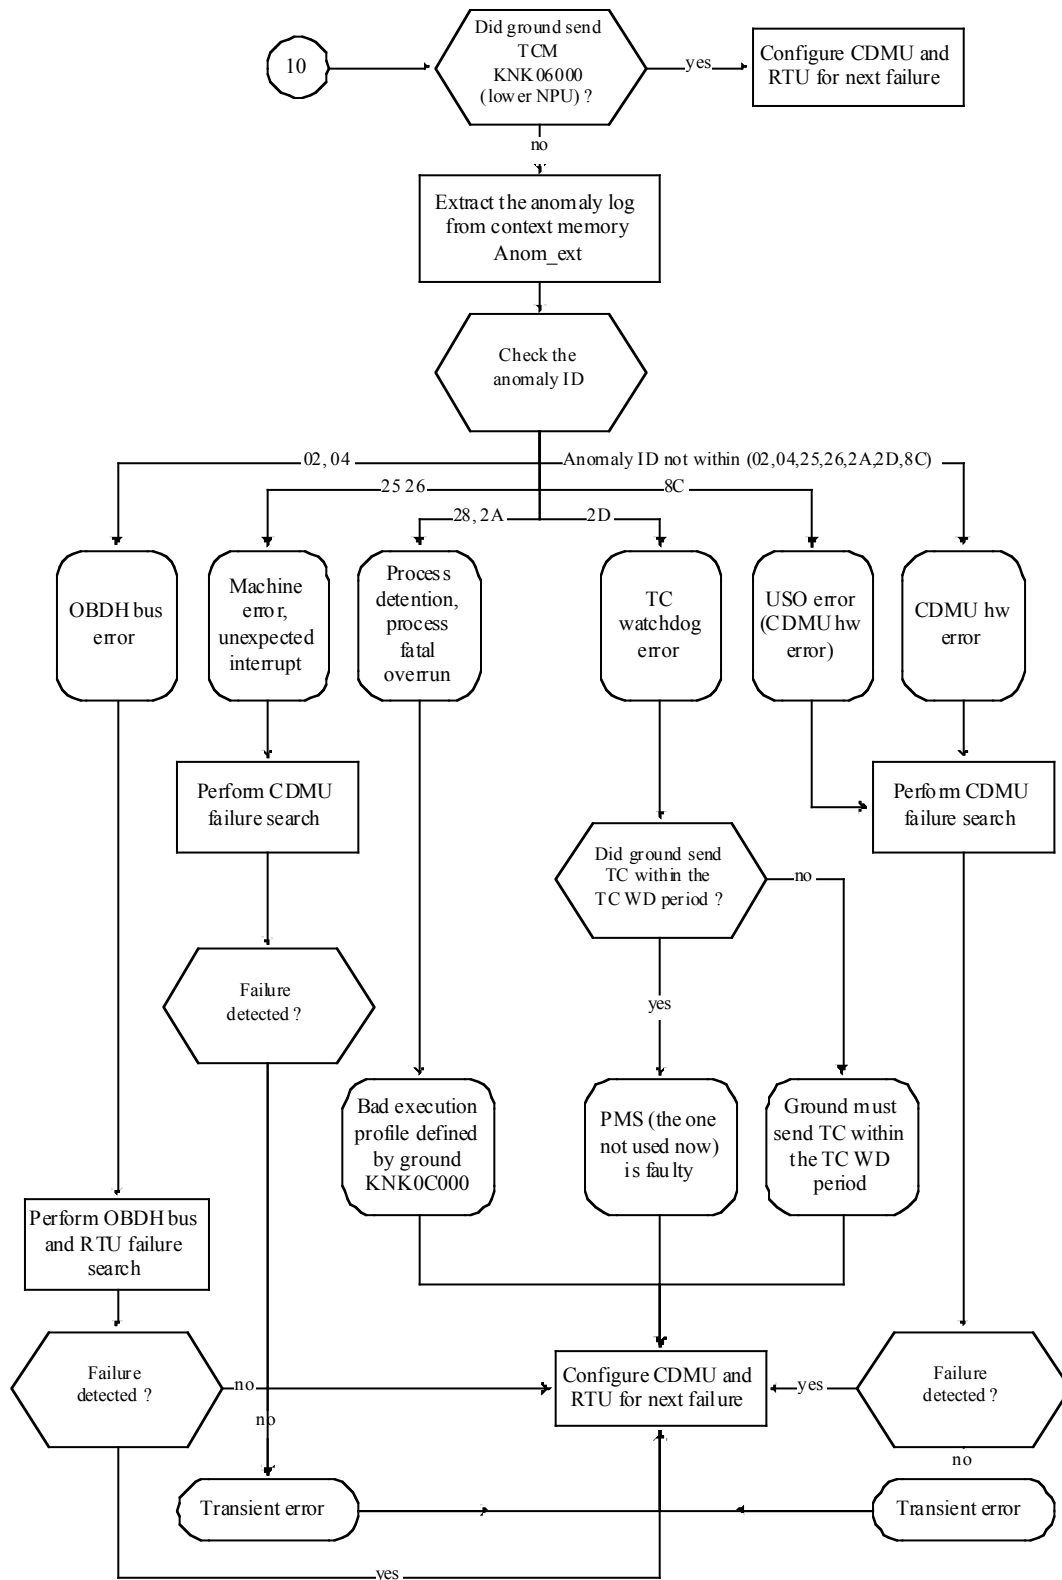 10
Did ground send
TCM
KNK06000
(lower NPU) ?
yes
Configure CDMU and
RTU for next failure
no
Extract the anomaly log
from context memory
Anom_ext
Check the
anomaly ID
02, 04
Anomaly ID not within (02,04,25,26,2A,2D,8C)
25 26
8C
28, 2A
2D
OBDH bus
error
Machine
error,
unexpected
interrupt
Process
detention,
process
fatal
overrun
TC
watchdog
error
USO error
(CDMU hw
error)
CDMU hw
error
Perform CDMU
failure search
Perform CDMU
failure search
Did ground send
TC within the
TC WD period ?
no
Failure
detected ?
yes
Bad execution
profile defined
by ground
KNK0C000
PMS (the one
not used now)
is faulty
Ground must
send TC within
the TC WD
period
Perform OBDH bus
and RTU failure
search
Failure
detected ?
no
Configure CDMU and
RTU for next failure
yes
Failure
detected ?
no
no
Transient error
Transient error
yes